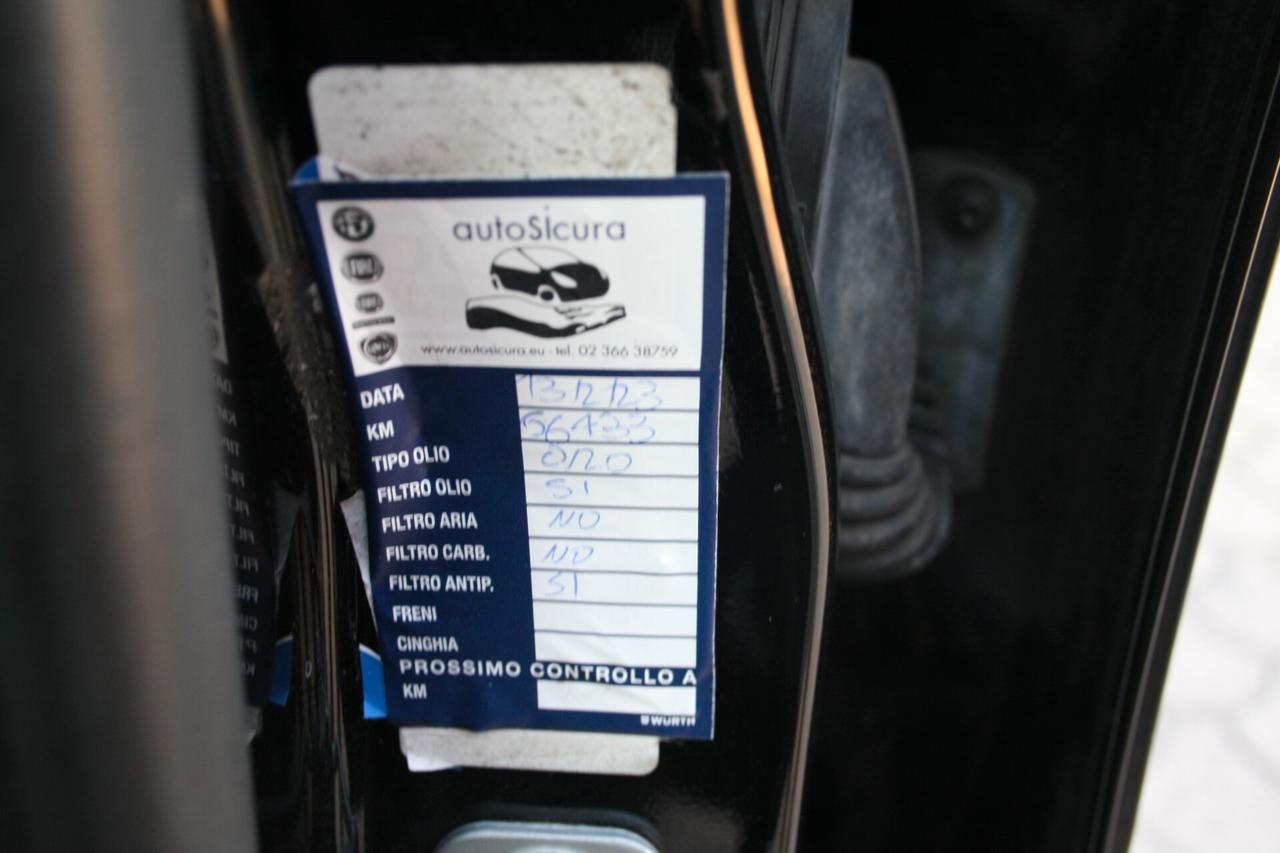 autoSicura
www.autosicura.eu - tel. 02 366 38759
DATA 13/12/23
KM 56433
TIPO OLIO 0/20
FILTRO OLIO SI
FILTRO ARIA NO
FILTRO CARB. NO
FILTRO ANTIP. SI
FRENI
CINGHIA
PROSSIMO CONTROLLO A
KM
WÜRTH